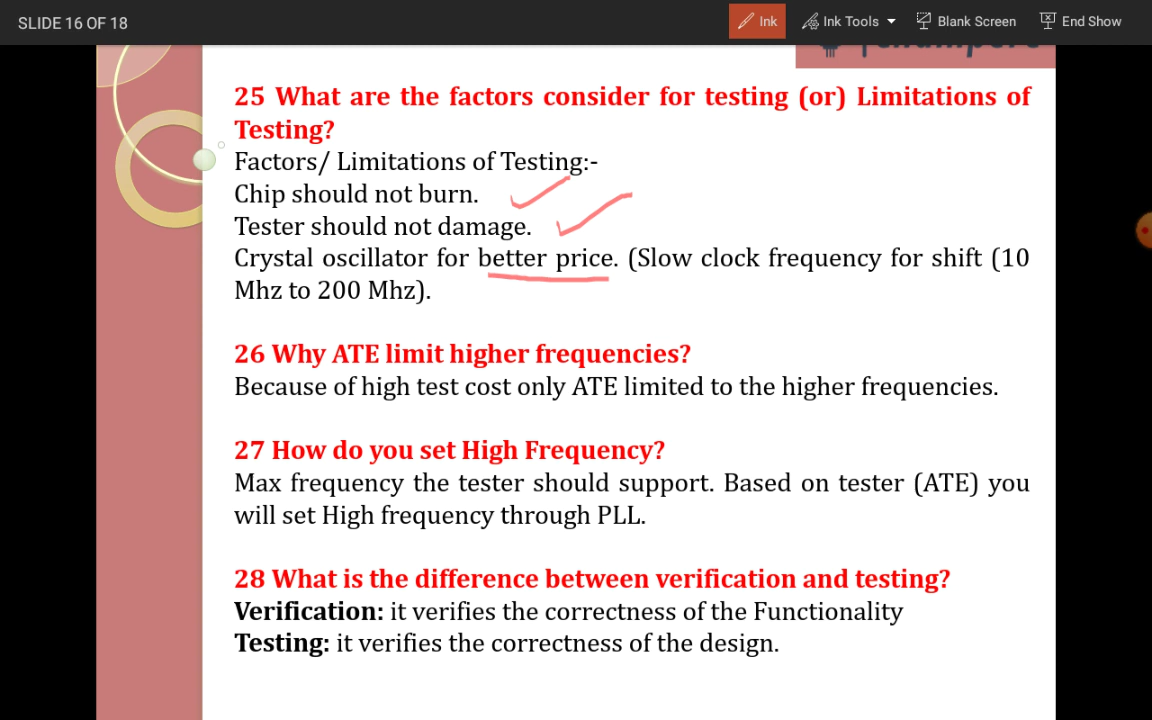 SLIDE 16 OF 18
Ink
Ink Tools
Blank Screen
End Show
25 What are the factors consider for testing (or) Limitations of
Testing?
Factors/ Limitations of Testing:-
Chip should not burn.
Tester should not damage.
Crystal oscillator for better price. (Slow clock frequency for shift (10
Mhz to 200 Mhz).
26 Why ATE limit higher frequencies?
Because of high test cost only ATE limited to the higher frequencies.
27 How do you set High Frequency?
Max frequency the tester should support. Based on tester (ATE) you
will set High frequency through PLL.
28 What is the difference between verification and testing?
Verification: it verifies the correctness of the Functionality
Testing: it verifies the correctness of the design.